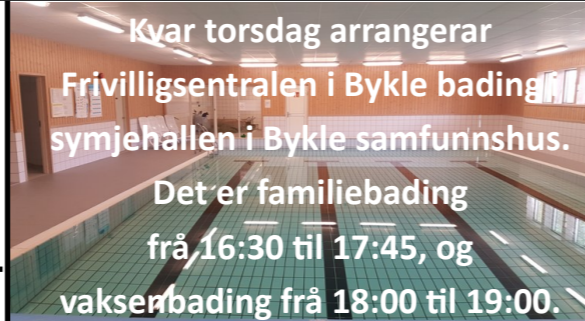 Kvar torsdag arrangerar
Frivilligsentralen i Bykle bading i
symjehallen i Bykle samfunnshus.
Det er familiebading
frå 16:30 til 17:45, og
vaksenbading frå 18:00 til 19:00.